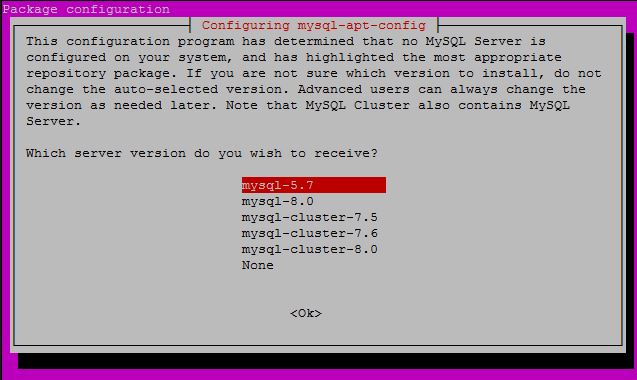 Package configuration
Configuring mysql-apt-config
This configuration program has determined that no MySQL Server is
configured on your system, and has highlighted the most appropriate
repository package. If you are not sure which version to install, do not
change the auto-selected version. Advanced users can always change the
version as needed later. Note that MySQL Cluster also contains MySQL
Server.
Which server version do you wish to receive?
mysql-5.7
mysql-8.0
mysql-cluster-7.5
mysql-cluster-7.6
mysql-cluster-8.0
None
<Ok>